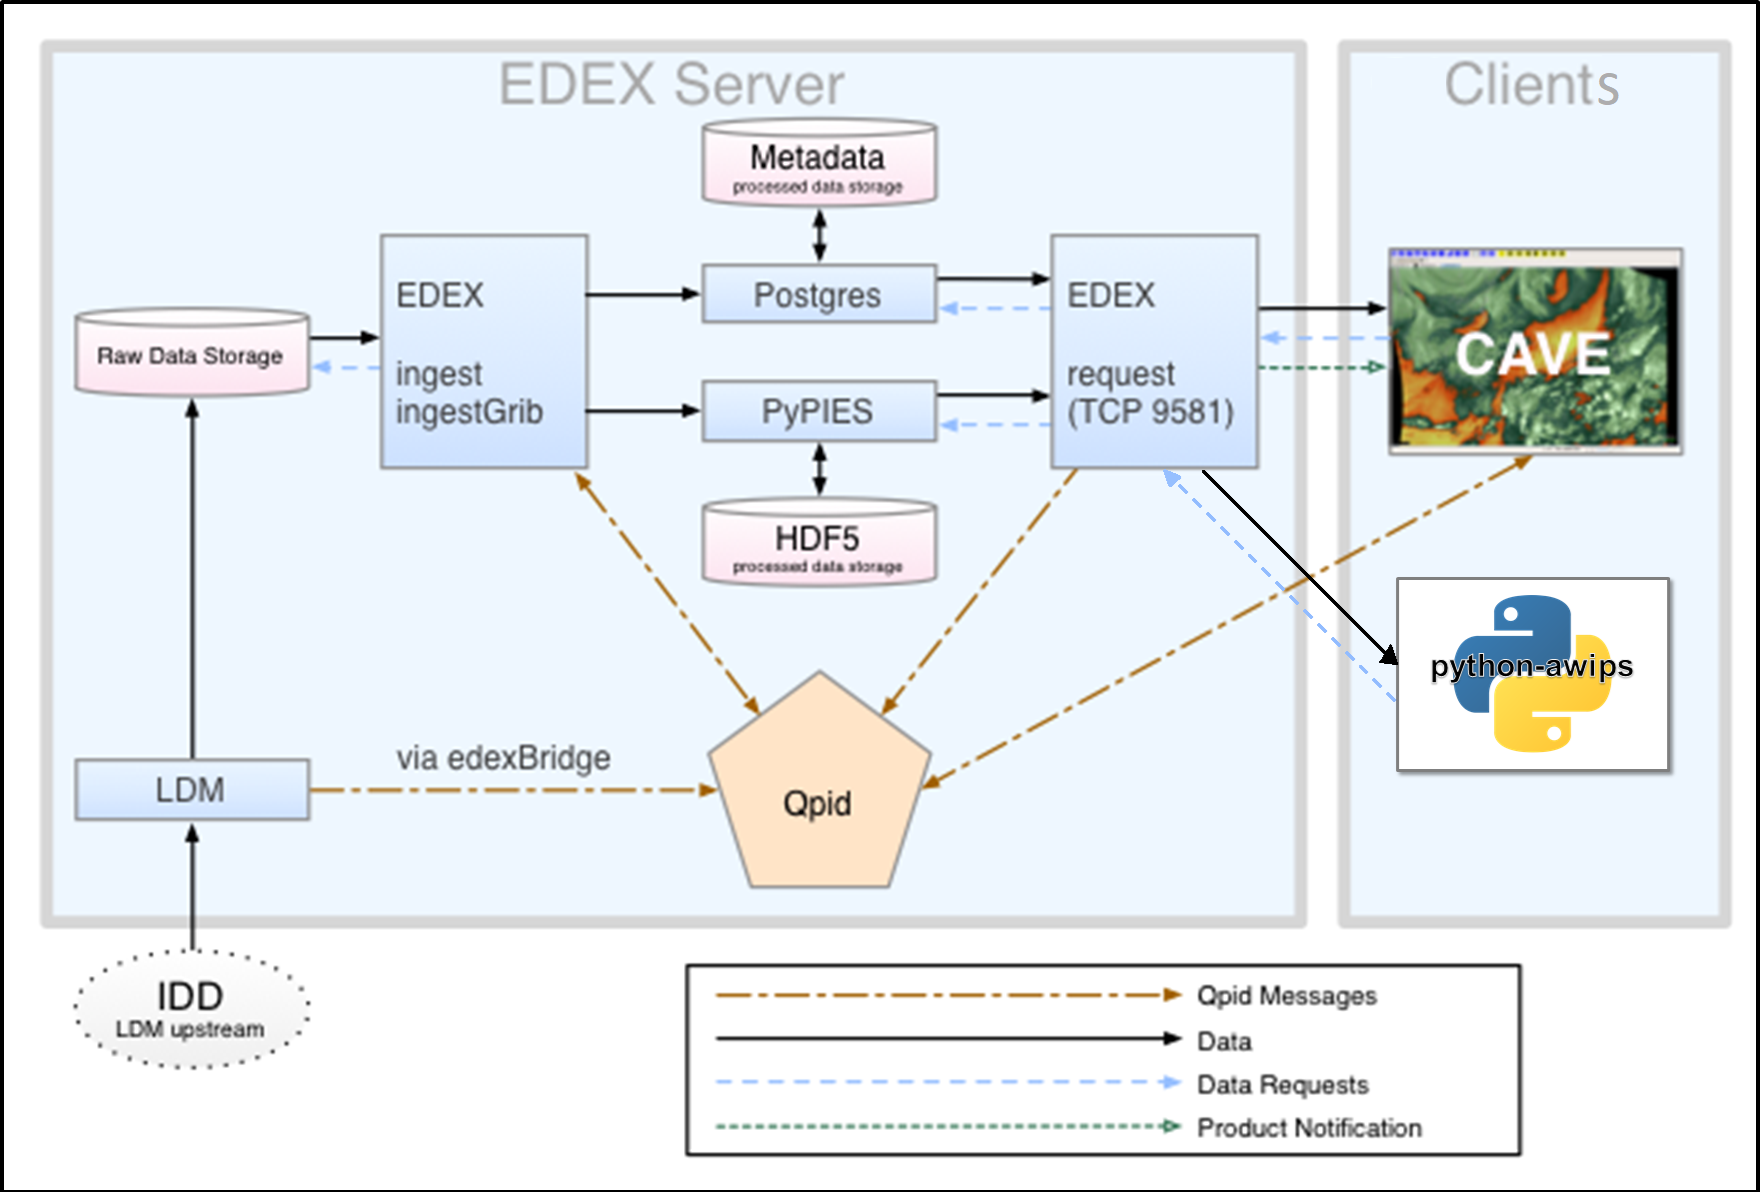 EDEX Server
Clients
Metadata
processed data storage
EDEX
ingest
ingestGrib
Postgres
EDEX
request
(TCP 9581)
Raw Data Storage
PyPIES
CAVE
HDF5
processed data storage
python-awips
via edexBridge
LDM
Qpid
IDD
LDM upstream
Qpid Messages
Data
Data Requests
Product Notification